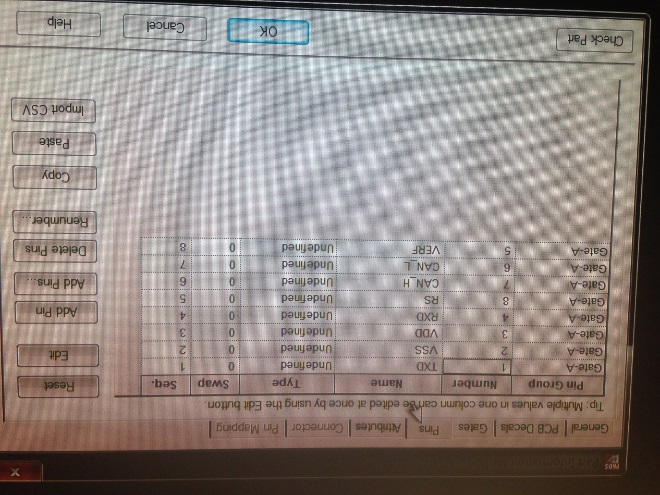 PADS
General PCB Decals Gates Pins Attributes Connector Pin Mapping
Tip: Multiple values in one column can be edited at once by using the Edit button.
Pin Group Number Name Type Swap Seq.
Gate-A 1 TXD Undefined 0 1
Gate-A 2 VSS Undefined 0 2
Gate-A 3 VDD Undefined 0 3
Gate-A 4 RXD Undefined 0 4
Gate-A 8 RS Undefined 0 5
Gate-A 7 CAN_H Undefined 0 6
Gate-A 6 CAN_L Undefined 0 7
Gate-A 5 VERF Undefined 0 8
Reset
Edit
Add Pin
Add Pins...
Delete Pins
Renumber...
Copy
Paste
Import CSV
Check Part OK Cancel Help